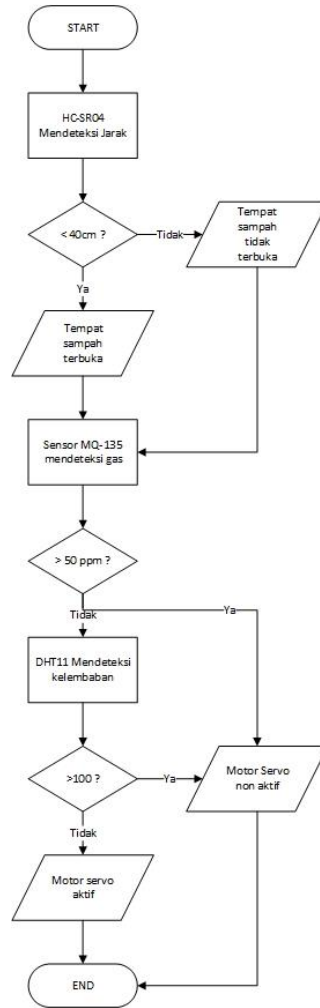 START
HC-SR04
Mendeteksi Jarak
< 40cm ?
Tidak
Tempat
sampah
tidak
terbuka
Ya
Tempat
sampah
terbuka
Sensor MQ-135
mendeteksi gas
> 50 ppm ?
Tidak
Ya
DHT11 Mendeteksi
kelembaban
>100 ?
Ya
Motor Servo
non aktif
Tidak
Motor servo
aktif
END